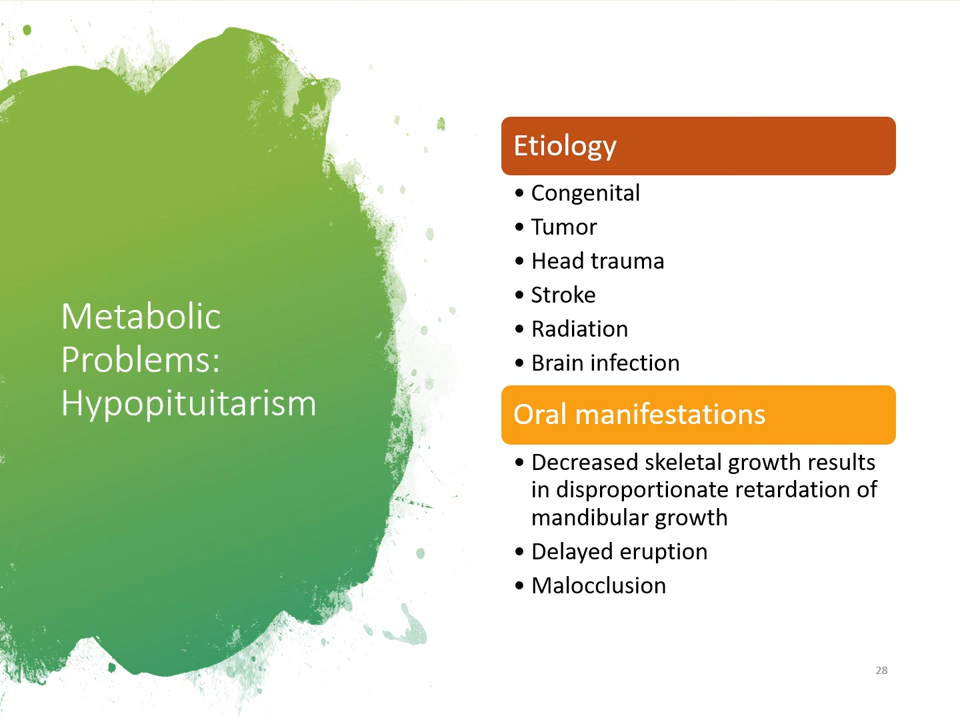 Metabolic
Problems:
Hypopituitarism
Etiology
• Congenital
• Tumor
• Head trauma
• Stroke
• Radiation
• Brain infection
Oral manifestations
• Decreased skeletal growth results
in disproportionate retardation of
mandibular growth
• Delayed eruption
• Malocclusion
28